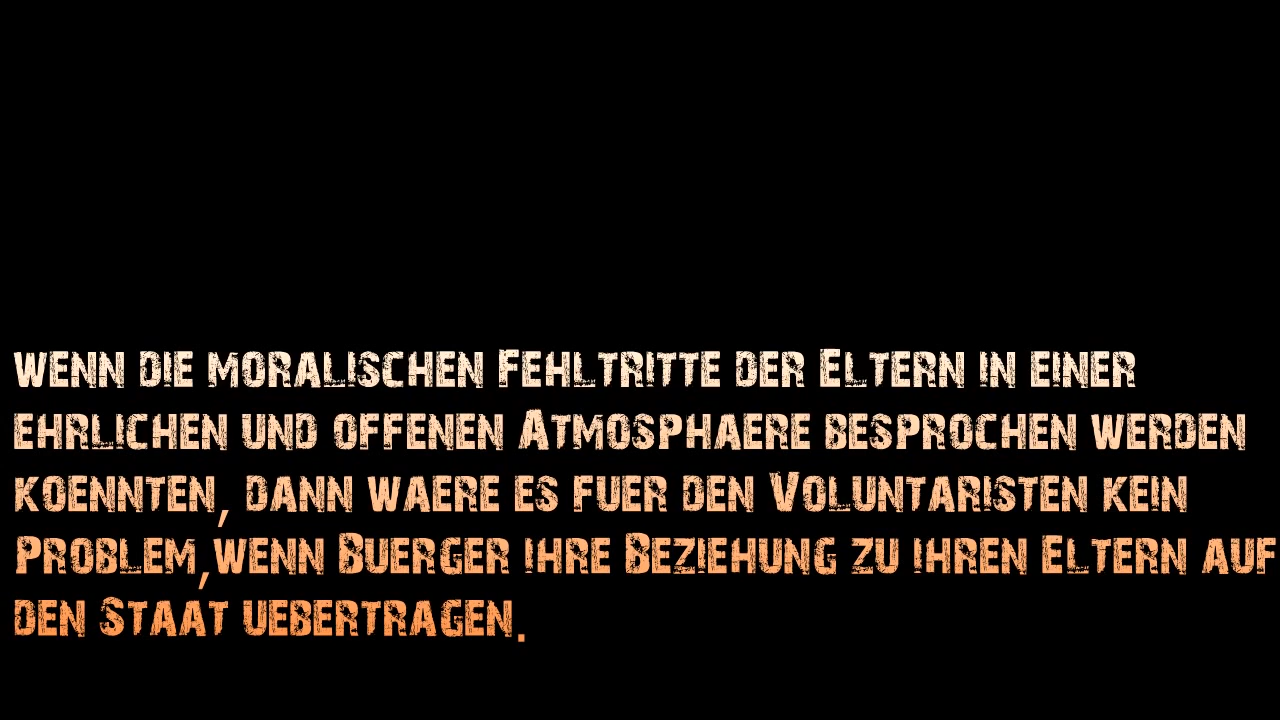 wenn die moralischen Fehltritte der Eltern in einer
ehrlichen und offenen Atmosphaere besprochen werden
koennten, dann waere es fuer den Voluntaristen kein
Problem,wenn Buerger ihre Beziehung zu ihren Eltern auf
den Staat uebertragen.